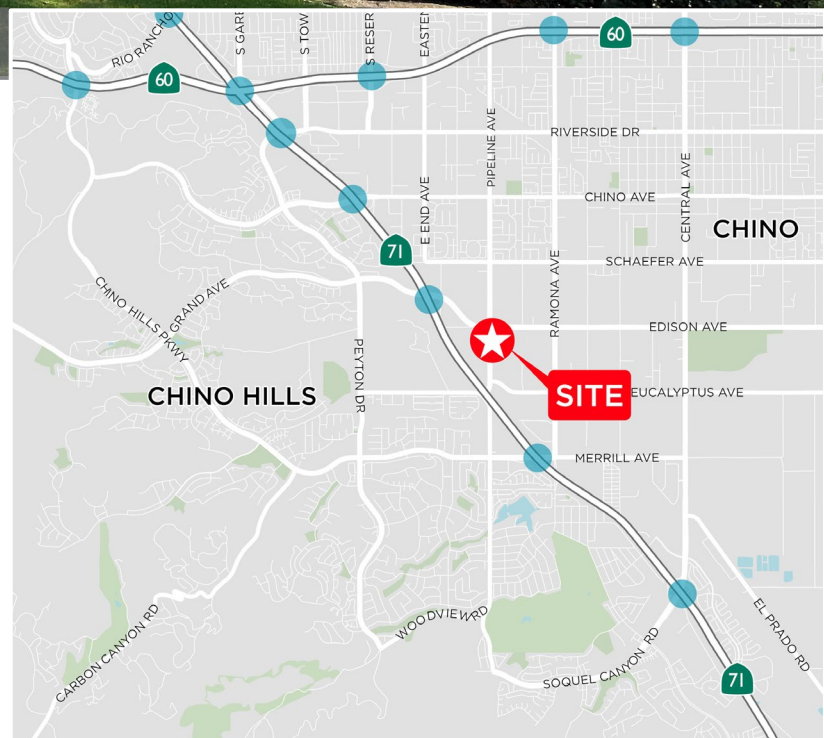 RIO RANCHO
S GARE
S TOW
S RESER
EASTEN
60
60
RIVERSIDE DR
PIPELINE AVE
CHINO AVE
CENTRAL AVE
E END AVE
CHINO
71
SCHAEFER AVE
RAMONA AVE
CHINO HILLS PKWY
GRAND AVE
EDISON AVE
PEYTON DR
CHINO HILLS
SITE
EUCALYPTUS AVE
MERRILL AVE
CARBON CANYON RD
WOODVIEW RD
EL PRADO RD
SOQUEL CANYON RD
71